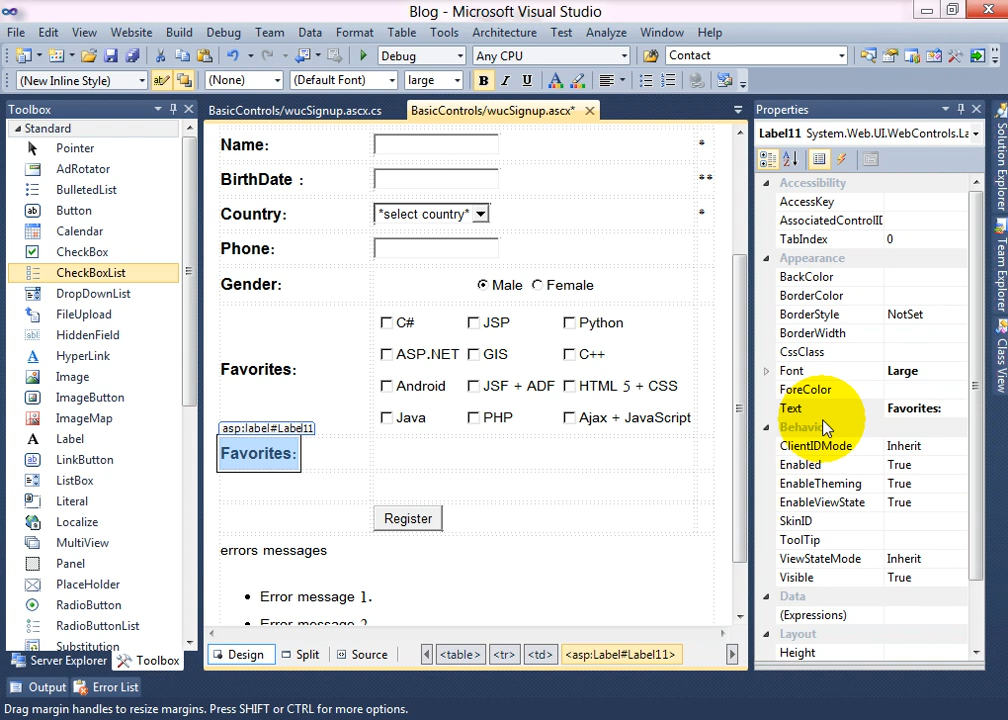 Blog - Microsoft Visual Studio
File Edit View Website Build Debug Team Data Format Table Tools Architecture Test Analyze Window Help
Debug Any CPU Contact
(New Inline Style) (None) (Default Font) large B I U A
Toolbox
Standard
Pointer
AdRotator
BulletedList
Button
Calendar
CheckBox
CheckBoxList
DropDownList
FileUpload
HiddenField
HyperLink
Image
ImageButton
ImageMap
Label
LinkButton
ListBox
Literal
Localize
MultiView
Panel
PlaceHolder
RadioButton
RadioButtonList
Substitution
Server Explorer Toolbox
BasicControls/wucSignup.ascx.cs BasicControls/wucSignup.ascx*
Name: *
BirthDate : **
Country: *select country* *
Phone:
Gender: Male Female
C# JSP Python
ASP.NET GIS C++
Favorites:
Android JSF + ADF HTML 5 + CSS
Java PHP Ajax + JavaScript
asp:label#Label11
Favorites:
Register
errors messages
• Error message 1.
• Error message 2.
Design Split Source <table> <tr> <td> <asp:Label#Label11>
Properties
Label11 System.Web.UI.WebControls.La
Accessibility
AccessKey
AssociatedControlID
TabIndex 0
Appearance
BackColor
BorderColor
BorderStyle NotSet
BorderWidth
CssClass
Font Large
ForeColor
Text Favorites:
Behavior
ClientIDMode Inherit
Enabled True
EnableTheming True
EnableViewState True
SkinID
ToolTip
ViewStateMode Inherit
Visible True
Data
(Expressions)
Layout
Height
Solution Explorer
Team Explorer
Class View
Output Error List
Drag margin handles to resize margins. Press SHIFT or CTRL for more options.